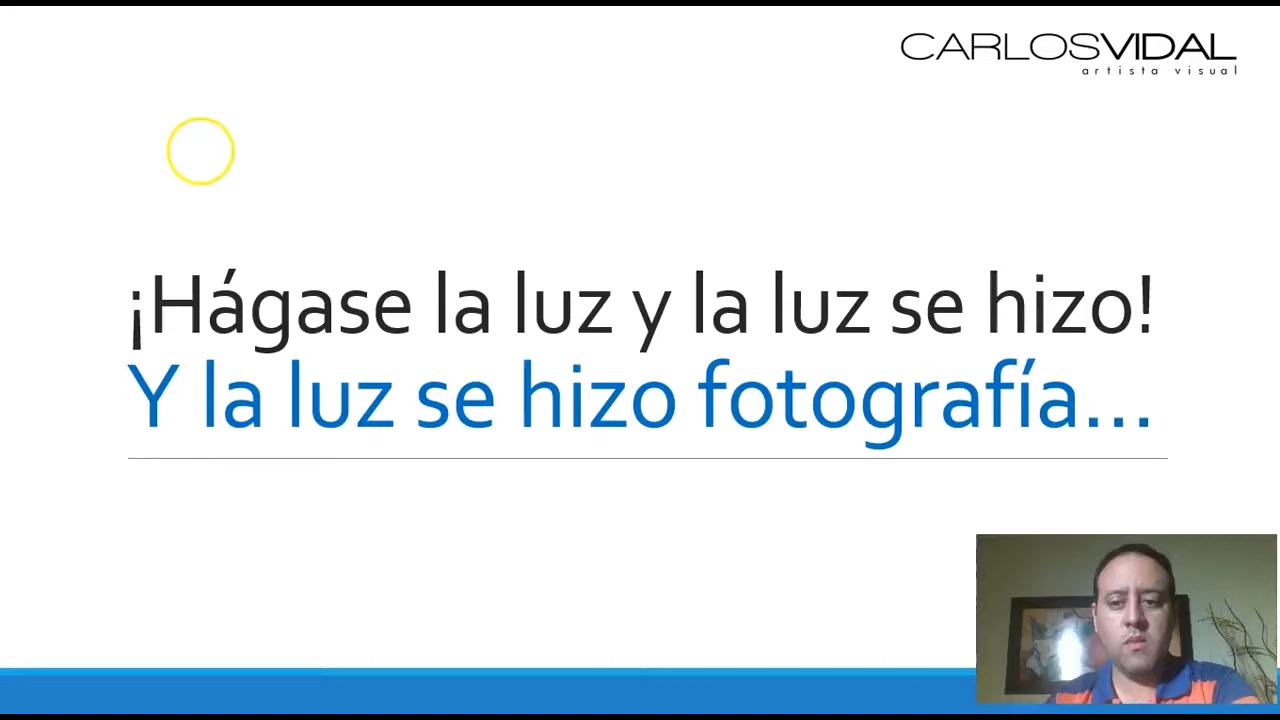 CARLOSVIDAL
artista visual
¡Hágase la luz y la luz se hizo!
Y la luz se hizo fotografía...